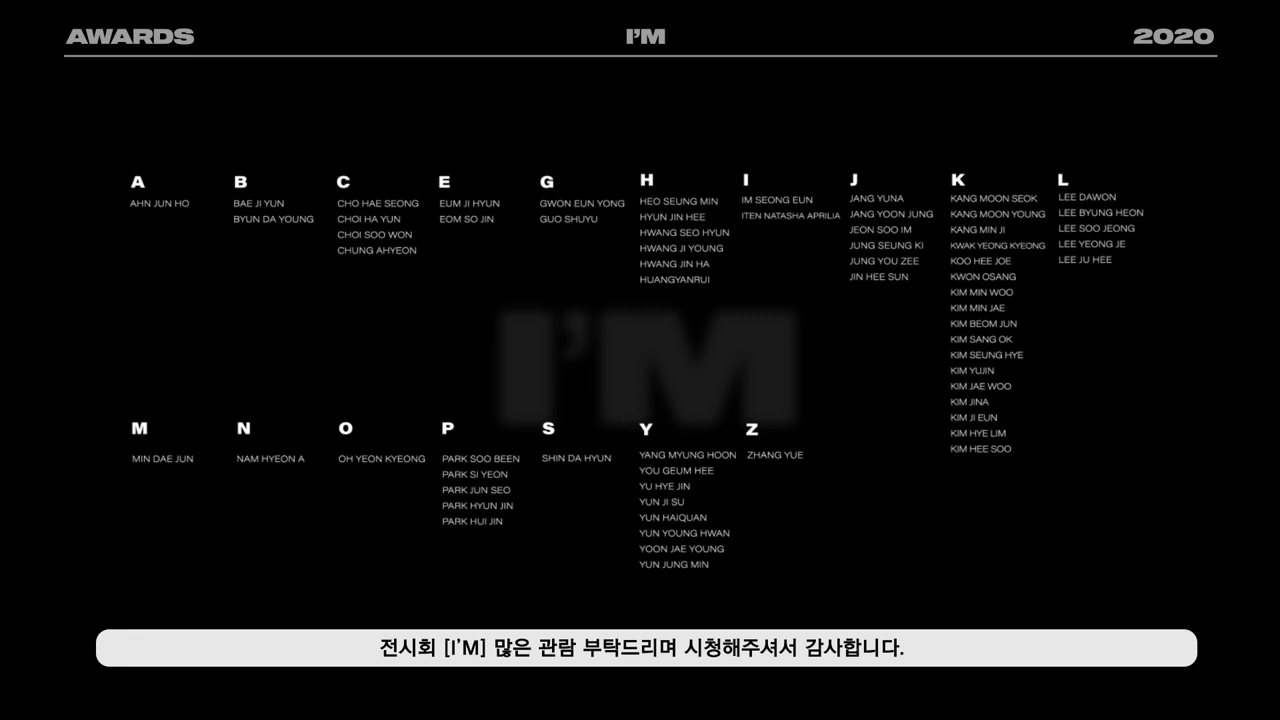 AWARDS
I'M
2020
A
AHN JUN HO
B
BAE JI YUN
BYUN DA YOUNG
C
CHO HAE SEONG
CHOI HA YUN
CHOI SOO WON
CHUNG AHYEON
E
EUM JI HYUN
EOM SO JIN
G
GWON EUN YONG
GUO SHUYU
H
HEO SEUNG MIN
HYUN JIN HEE
HWANG SEO HYUN
HWANG JI YOUNG
HWANG JIN HA
HUANGYANRUI
I
IM SEONG EUN
ITEN NATASHA APRILIA
J
JANG YUNA
JANG YOON JUNG
JEON SOO IM
JUNG SEUNG KI
JUNG YOU ZEE
JIN HEE SUN
K
KANG MOON SEOK
KANG MOON YOUNG
KANG MIN JI
KWAK YEONG KYEONG
KOO HEE JOE
KWON OSANG
KIM MIN WOO
KIM MIN JAE
KIM BEOM JUN
KIM SANG OK
KIM SEUNG HYE
KIM YUJIN
KIM JAE WOO
KIM JINA
KIM JI EUN
KIM HYE LIM
KIM HEE SOO
L
LEE DAWON
LEE BYUNG HEON
LEE SOO JEONG
LEE YEONG JE
LEE JU HEE
I'M
M
MIN DAE JUN
N
NAM HYEON A
O
OH YEON KYEONG
P
PARK SOO BEEN
PARK SI YEON
PARK JUN SEO
PARK HYUN JIN
PARK HUI JIN
S
SHIN DA HYUN
Y
YANG MYUNG HOON
YOU GEUM HEE
YU HYE JIN
YUN JI SU
YUN HAIQUAN
YUN YOUNG HWAN
YOON JAE YOUNG
YUN JUNG MIN
Z
ZHANG YUE
전시회 [I'M] 많은 관람 부탁드리며 시청해주셔서 감사합니다.